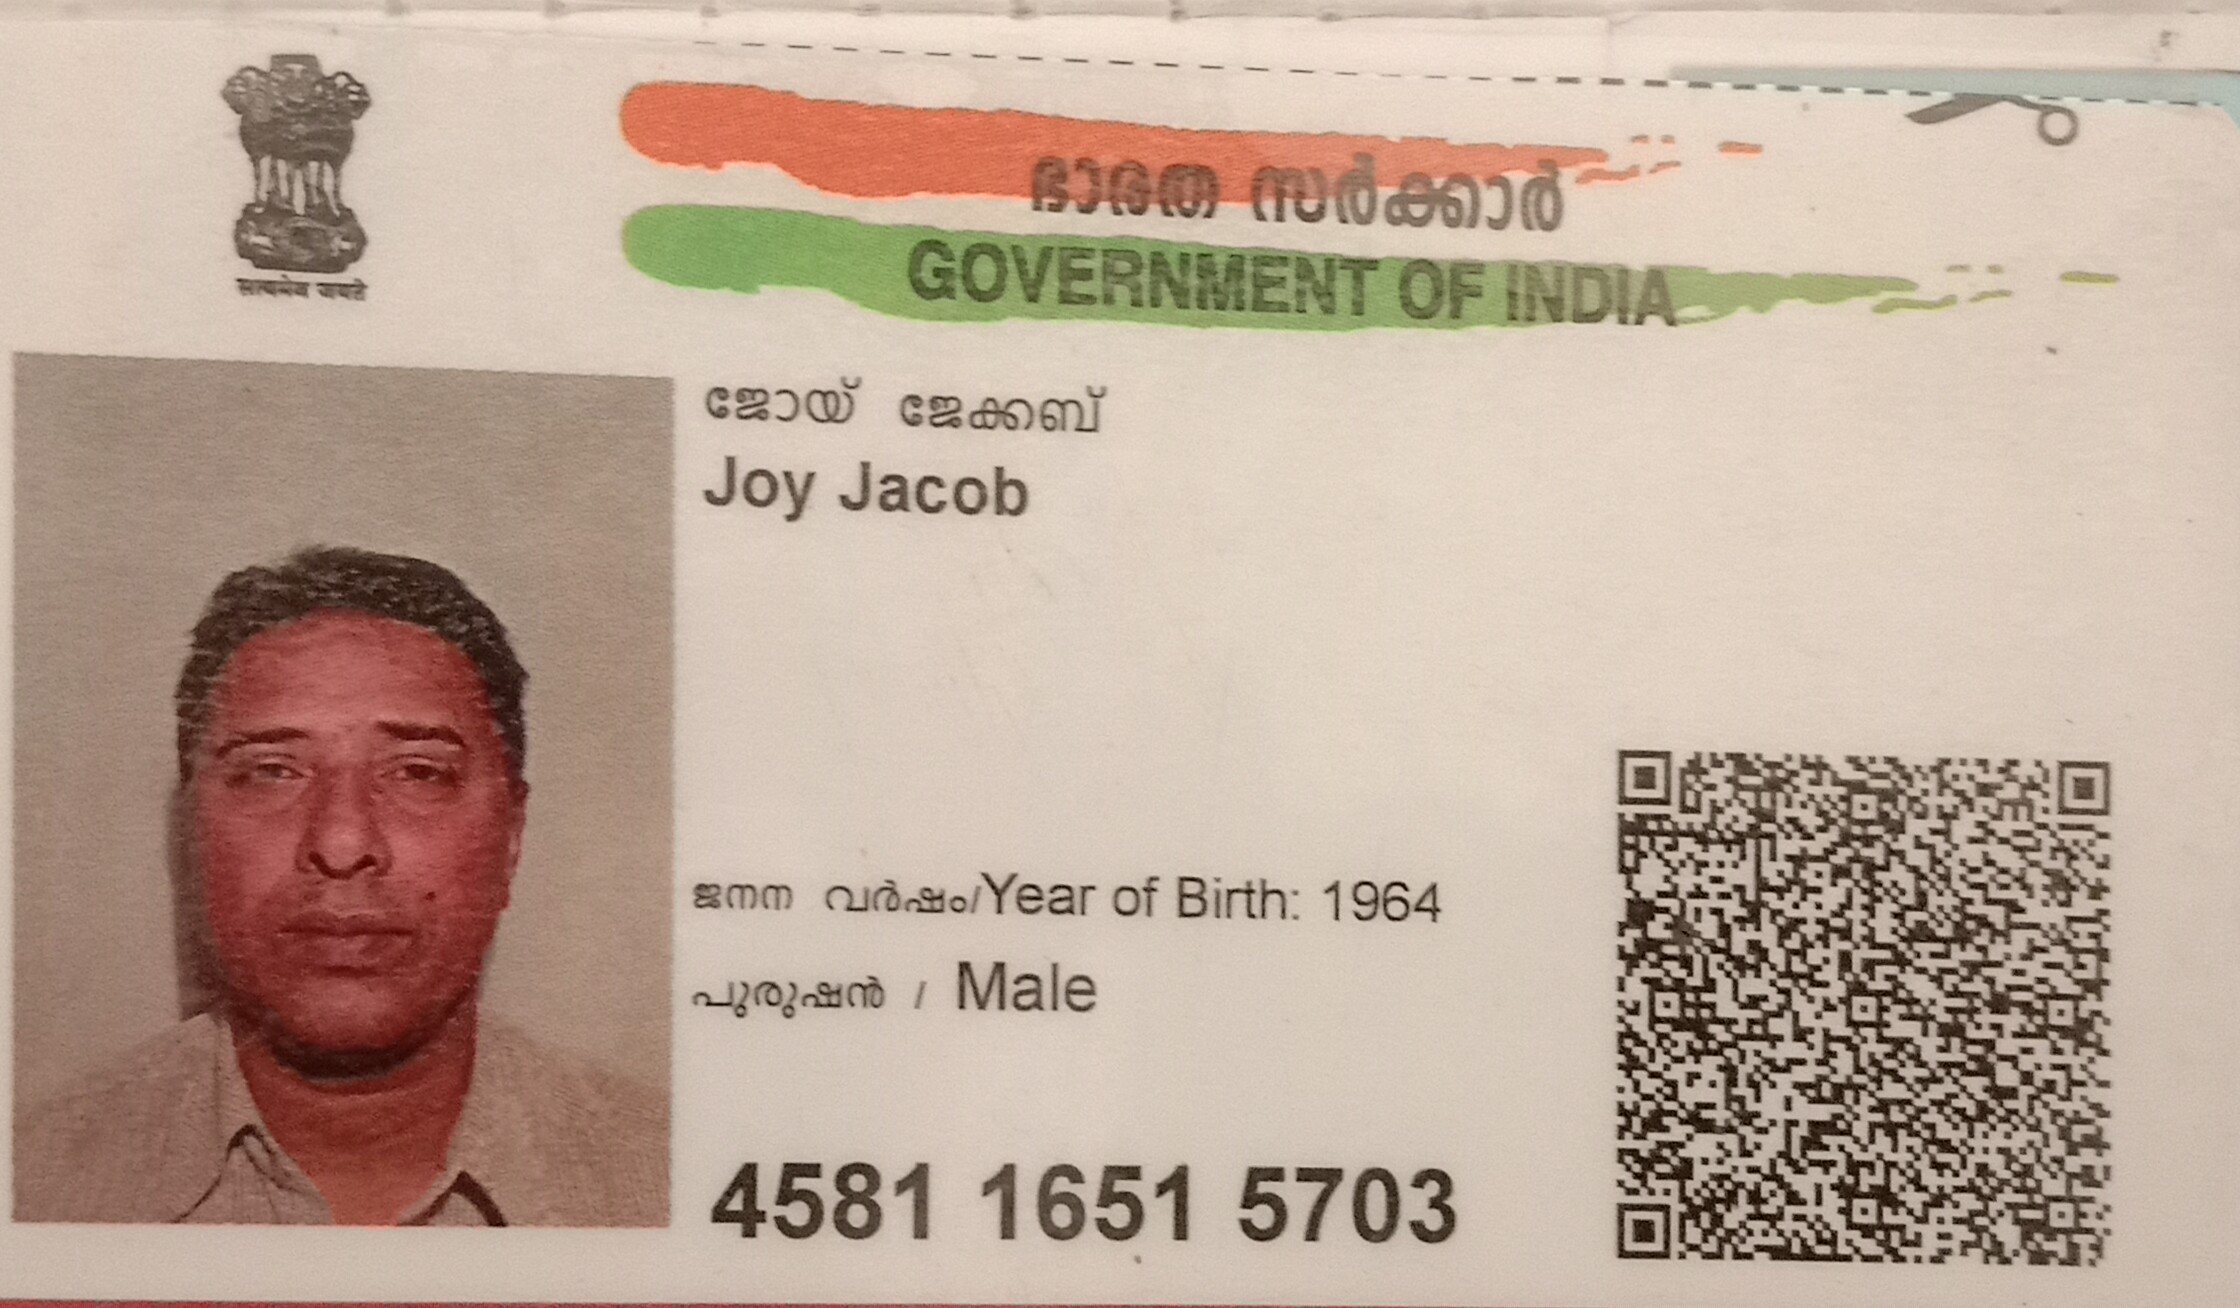 सत्यमेव जयते
ഭാരത സർക്കാർ
GOVERNMENT OF INDIA
ജോയ് ജേക്കബ്
Joy Jacob
ജനന വർഷം/Year of Birth: 1964
പുരുഷൻ / Male
4581 1651 5703